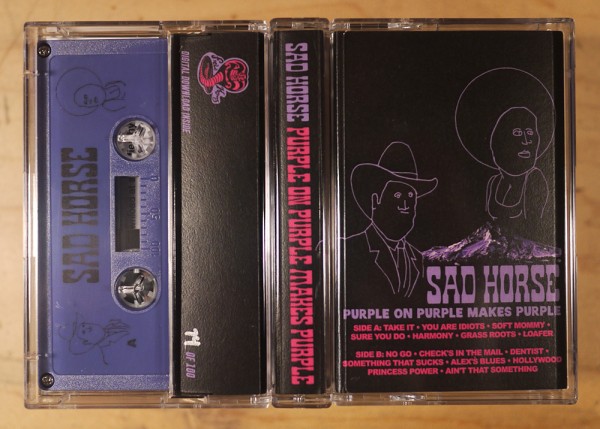 SAD HORSE
A
DIGITAL DOWNLOAD INSIDE
OF 100
SAD HORSE PURPLE ON PURPLE MAKES PURPLE
SAD HORSE
PURPLE ON PURPLE MAKES PURPLE
SIDE A: TAKE IT • YOU ARE IDIOTS • SOFT MOMMY •
SURE YOU DO • HARMONY • GRASS ROOTS • LOAFER
SIDE B: NO GO • CHECK'S IN THE MAIL • DENTIST •
SOMETHING THAT SUCKS • ALEX'S BLUES • HOLLYWOOD
PRINCESS POWER • AIN'T THAT SOMETHING